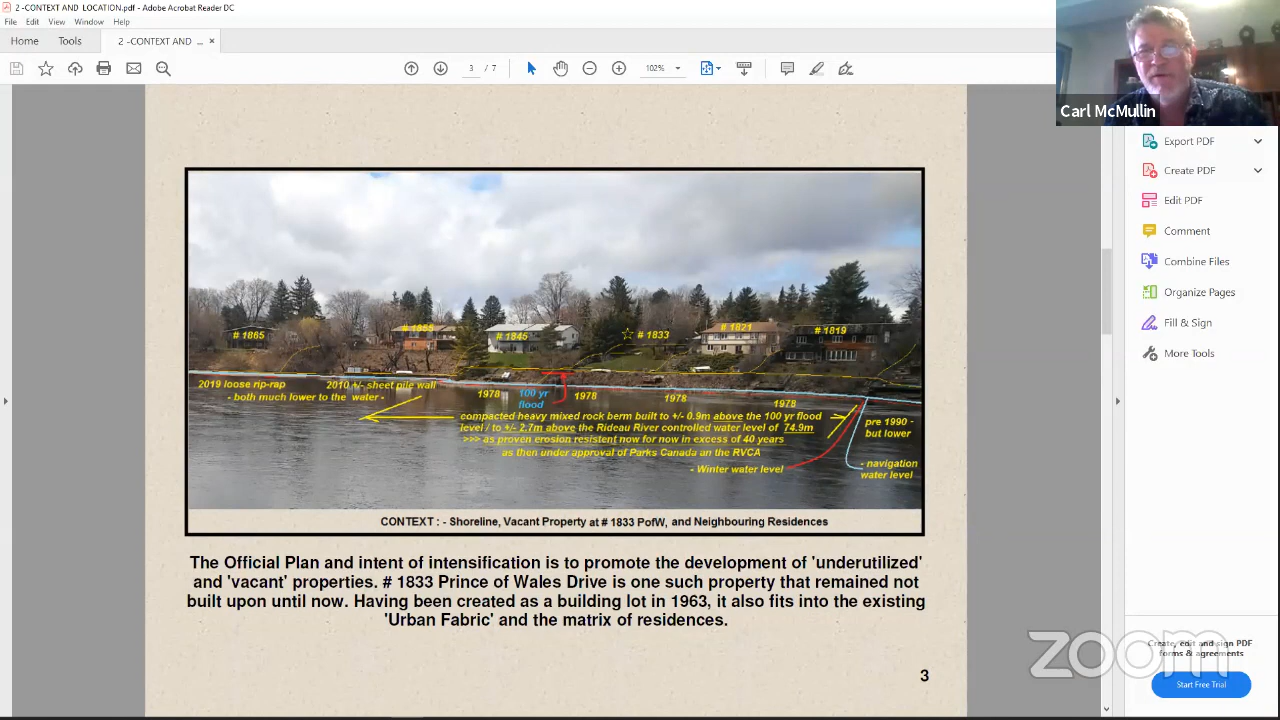 2 -CONTEXT AND  LOCATION.pdf - Adobe Acrobat Reader DC
File Edit View Window Help
Home Tools 2 -CONTEXT AND ... ×
3 / 7 102%
Carl McMullin
Export PDF
Create PDF
Edit PDF
Comment
Combine Files
Organize Pages
Fill & Sign
More Tools
# 1865
# 1855
# 1845
☆ # 1833
# 1821
# 1819
2019 loose rip-rap
2010 +/- sheet pile wall
- both much lower to the water -
1978
100 yr
flood
1978
1978
1978
compacted heavy mixed rock berm built to +/- 0.9m above the 100 yr flood
level / to +/- 2.7m above the Rideau River controlled water level of 74.9m
>>> as proven erosion resistent now for now in excess of 40 years
as then under approval of Parks Canada an the RVCA
pre 1990 -
but lower
- Winter water level
- navigation
water level
CONTEXT : - Shoreline, Vacant Property at # 1833 PofW, and Neighbouring Residences
The Official Plan and intent of intensification is to promote the development of 'underutilized'
and 'vacant' properties. # 1833 Prince of Wales Drive is one such property that remained not
built upon until now. Having been created as a building lot in 1963, it also fits into the existing
'Urban Fabric' and the matrix of residences.
3
Create, edit and sign PDF
forms & agreements
Start Free Trial
zoom